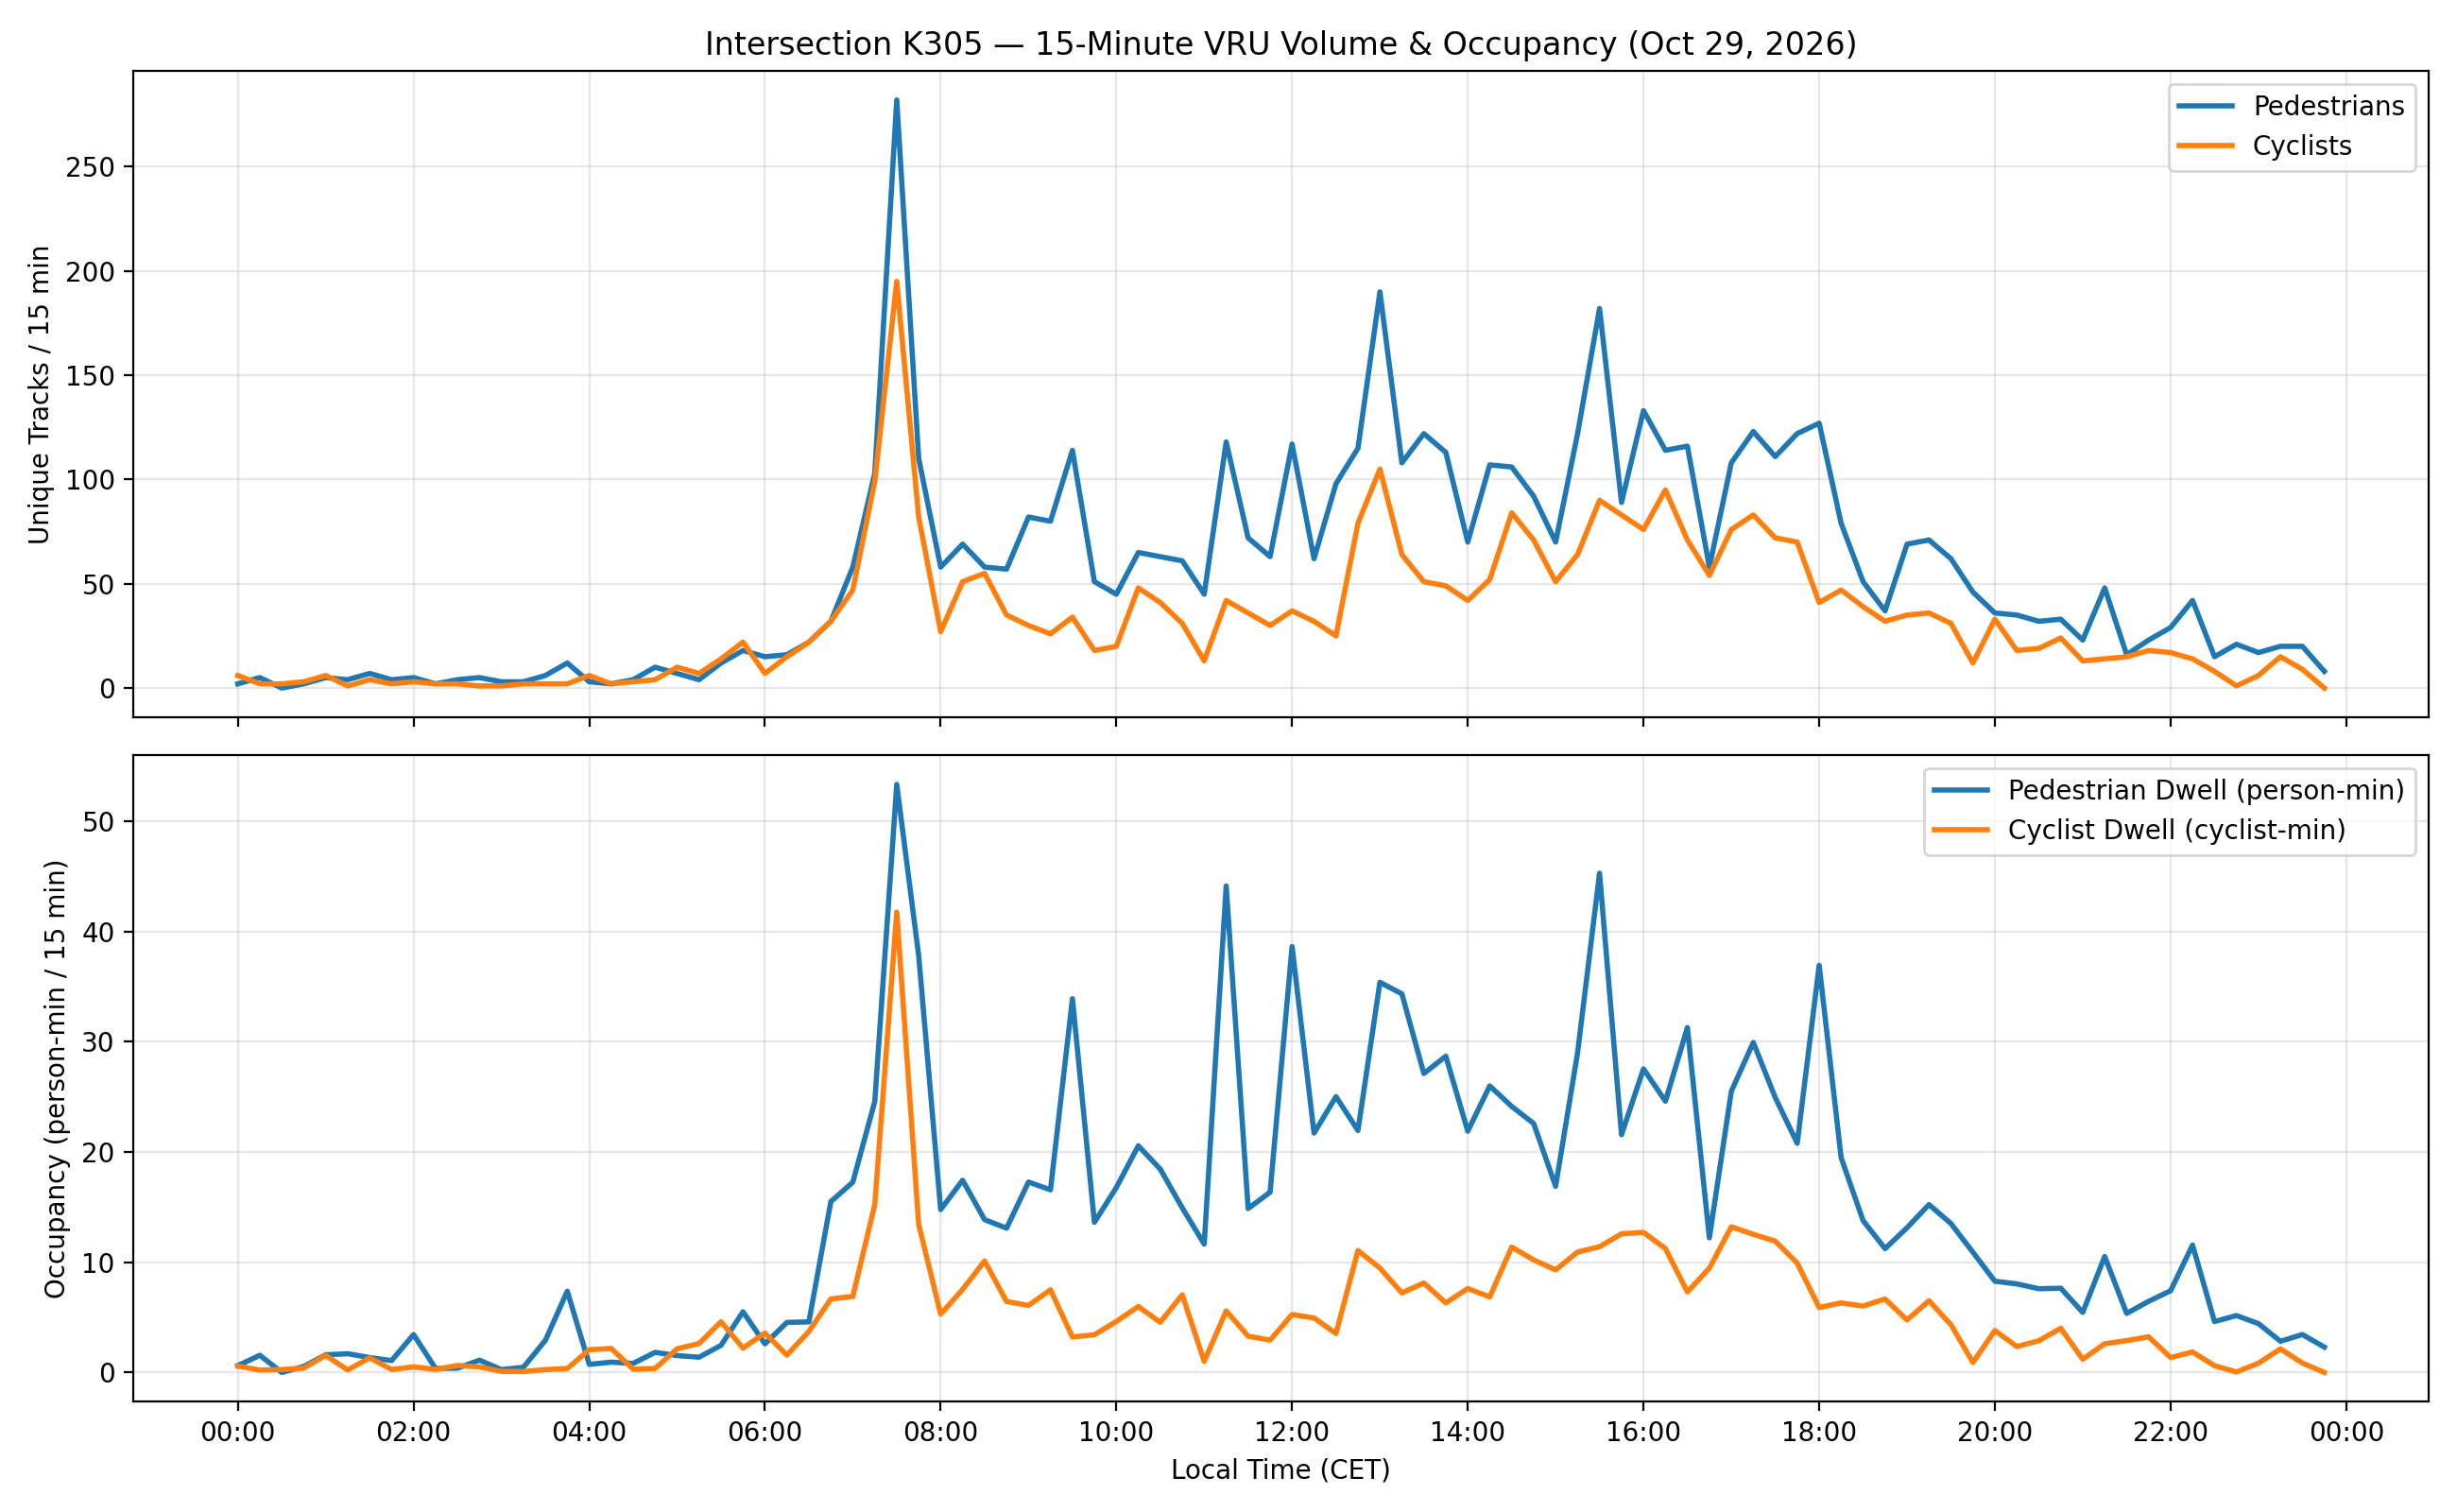 Intersection K305 — 15-Minute VRU Volume & Occupancy (Oct 29, 2026)
Unique Tracks / 15 min
250
200
150
100
50
0
Pedestrians
Cyclists
Occupancy (person-min / 15 min)
50
40
30
20
10
0
Pedestrian Dwell (person-min)
Cyclist Dwell (cyclist-min)
00:00 02:00 04:00 06:00 08:00 10:00 12:00 14:00 16:00 18:00 20:00 22:00 00:00
Local Time (CET)